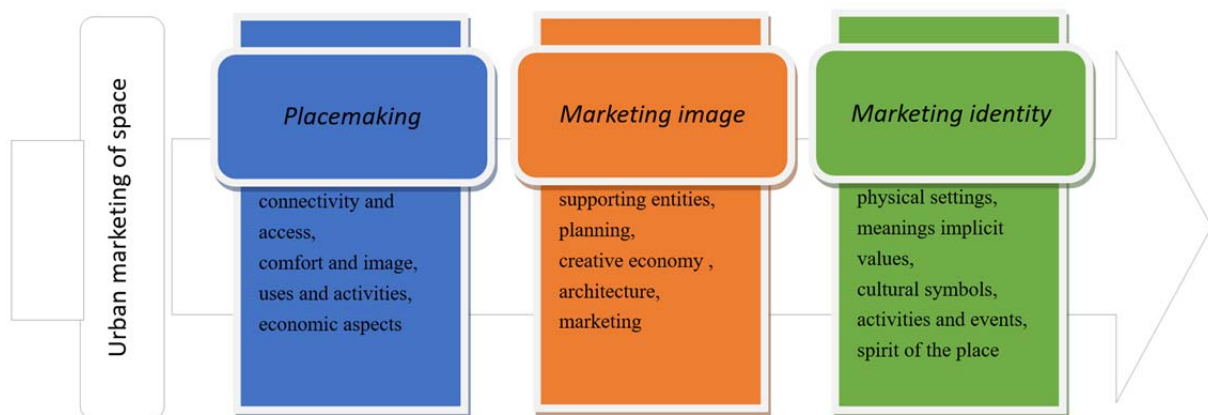 Urban marketing of space
Placemaking
connectivity and
access,
comfort and image,
uses and activities,
economic aspects
Marketing image
supporting entities,
planning,
creative economy ,
architecture,
marketing
Marketing identity
physical settings,
meanings implicit
values,
cultural symbols,
activities and events,
spirit of the place